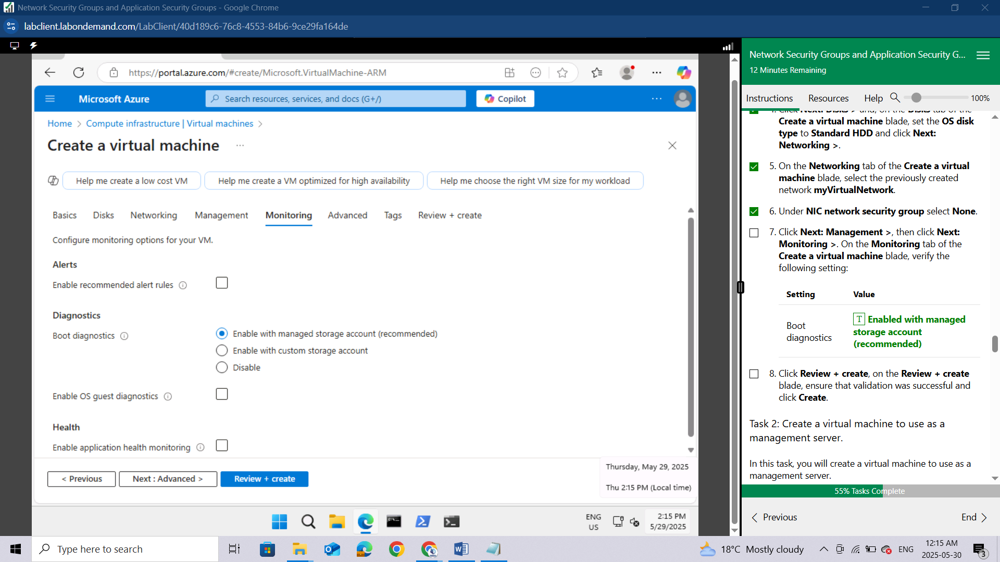 Network Security Groups and Application Security Groups - Google Chrome
labclient.labondemand.com/LabClient/40d189c6-76c8-4553-84b6-9ce29fa164de
https://portal.azure.com/#create/Microsoft.VirtualMachine-ARM
Microsoft Azure
Search resources, services, and docs (G+/)
Copilot
Home > Compute infrastructure | Virtual machines >
Create a virtual machine
Help me create a low cost VM
Help me create a VM optimized for high availability
Help me choose the right VM size for my workload
Basics Disks Networking Management Monitoring Advanced Tags Review + create
Configure monitoring options for your VM.
Alerts
Enable recommended alert rules
Diagnostics
Boot diagnostics
Enable with managed storage account (recommended)
Enable with custom storage account
Disable
Enable OS guest diagnostics
Health
Enable application health monitoring
< Previous
Next : Advanced >
Review + create
Thursday, May 29, 2025
Thu 2:15 PM (Local time)
ENG
US
2:15 PM
5/29/2025
Network Security Groups and Application Security G...
12 Minutes Remaining
Instructions Resources Help 100%
4. Click Next: Disks > and, on the Disks tab of the
Create a virtual machine blade, set the OS disk
type to Standard HDD and click Next:
Networking >.
5. On the Networking tab of the Create a virtual
machine blade, select the previously created
network myVirtualNetwork.
6. Under NIC network security group select None.
7. Click Next: Management >, then click Next:
Monitoring >. On the Monitoring tab of the
Create a virtual machine blade, verify the
following setting:
Setting Value
Boot
diagnostics
T Enabled with managed
storage account
(recommended)
8. Click Review + create, on the Review + create
blade, ensure that validation was successful and
click Create.
Task 2: Create a virtual machine to use as a
management server.
In this task, you will create a virtual machine to use as a
management server.
55% Tasks Complete
Previous
End
Type here to search
18°C Mostly cloudy
ENG
12:15 AM
2025-05-30
3